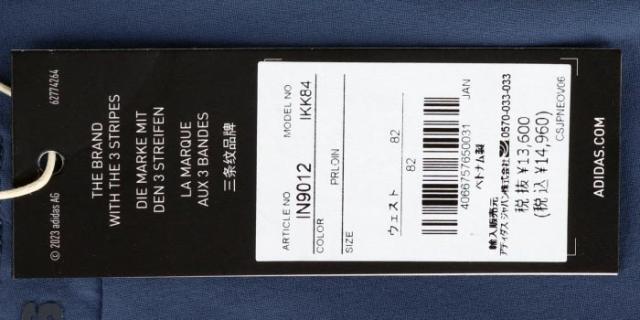 62774264
© 2023 adidas AG
THE BRAND
WITH THE 3 STRIPES
DIE MARKE MIT
DEN 3 STREIFEN
LA MARQUE
AUX 3 BANDES
三条纹品牌
ARTICLE NO
MODEL NO
IN9012
IKK84
COLOR
PRLOIN
SIZE
ウェスト 82
82
4066757650031 JAN
ベトナム製
輸入販売元
アディダス ジャパン株式会社 0570-033-033
税抜 ¥13,600
(税込 ¥14,960)
CSJPNEOV06
ADIDAS.COM